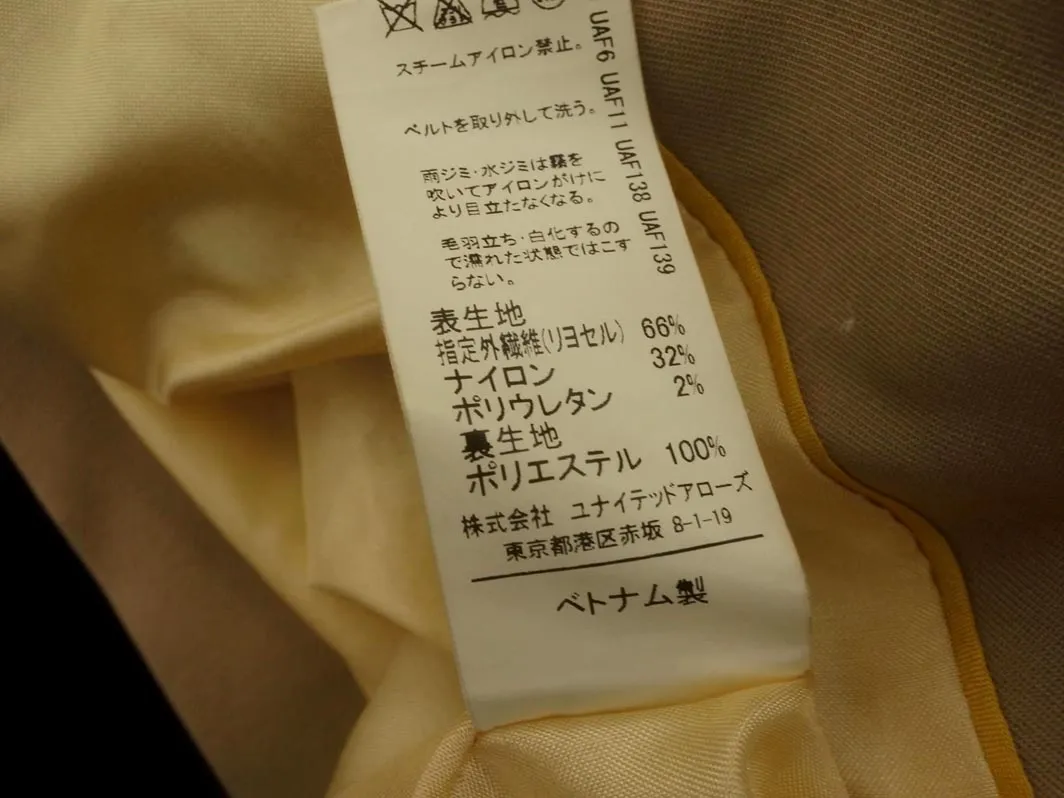 スチームアイロン禁止。
ベルトを取り外して洗う。
雨ジミ・水ジミは霧を
吹いてアイロンがけに
より目立たなくなる。
毛羽立ち・白化するの
で濡れた状態ではこす
らない。
表生地
指定外繊維(リヨセル) 66%
ナイロン 32%
ポリウレタン 2%
裏生地
ポリエステル 100%
株式会社 ユナイテッドアローズ
東京都港区赤坂 8-1-19
ベトナム製
UAF6 UAF11 UAF138 UAF139